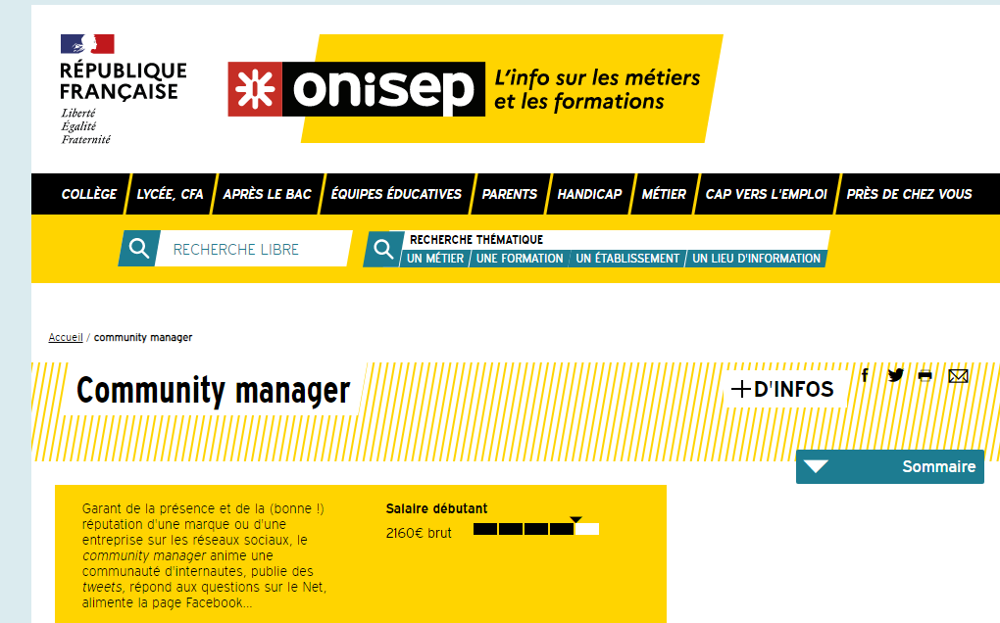 RÉPUBLIQUE
FRANÇAISE
Liberté
Égalité
Fraternité
onisep
L'info sur les métiers
et les formations
COLLÈGE LYCÉE, CFA APRÈS LE BAC ÉQUIPES ÉDUCATIVES PARENTS HANDICAP MÉTIER CAP VERS L'EMPLOI PRÈS DE CHEZ VOUS
RECHERCHE LIBRE
RECHERCHE THÉMATIQUE
UN MÉTIER UNE FORMATION UN ÉTABLISSEMENT UN LIEU D'INFORMATION
Accueil / community manager
Community manager
+D'INFOS
Sommaire
Garant de la présence et de la (bonne !)
réputation d'une marque ou d'une
entreprise sur les réseaux sociaux, le
community manager anime une
communauté d'internautes, publie des
tweets, répond aux questions sur le Net,
alimente la page Facebook...
Salaire débutant
2160€ brut